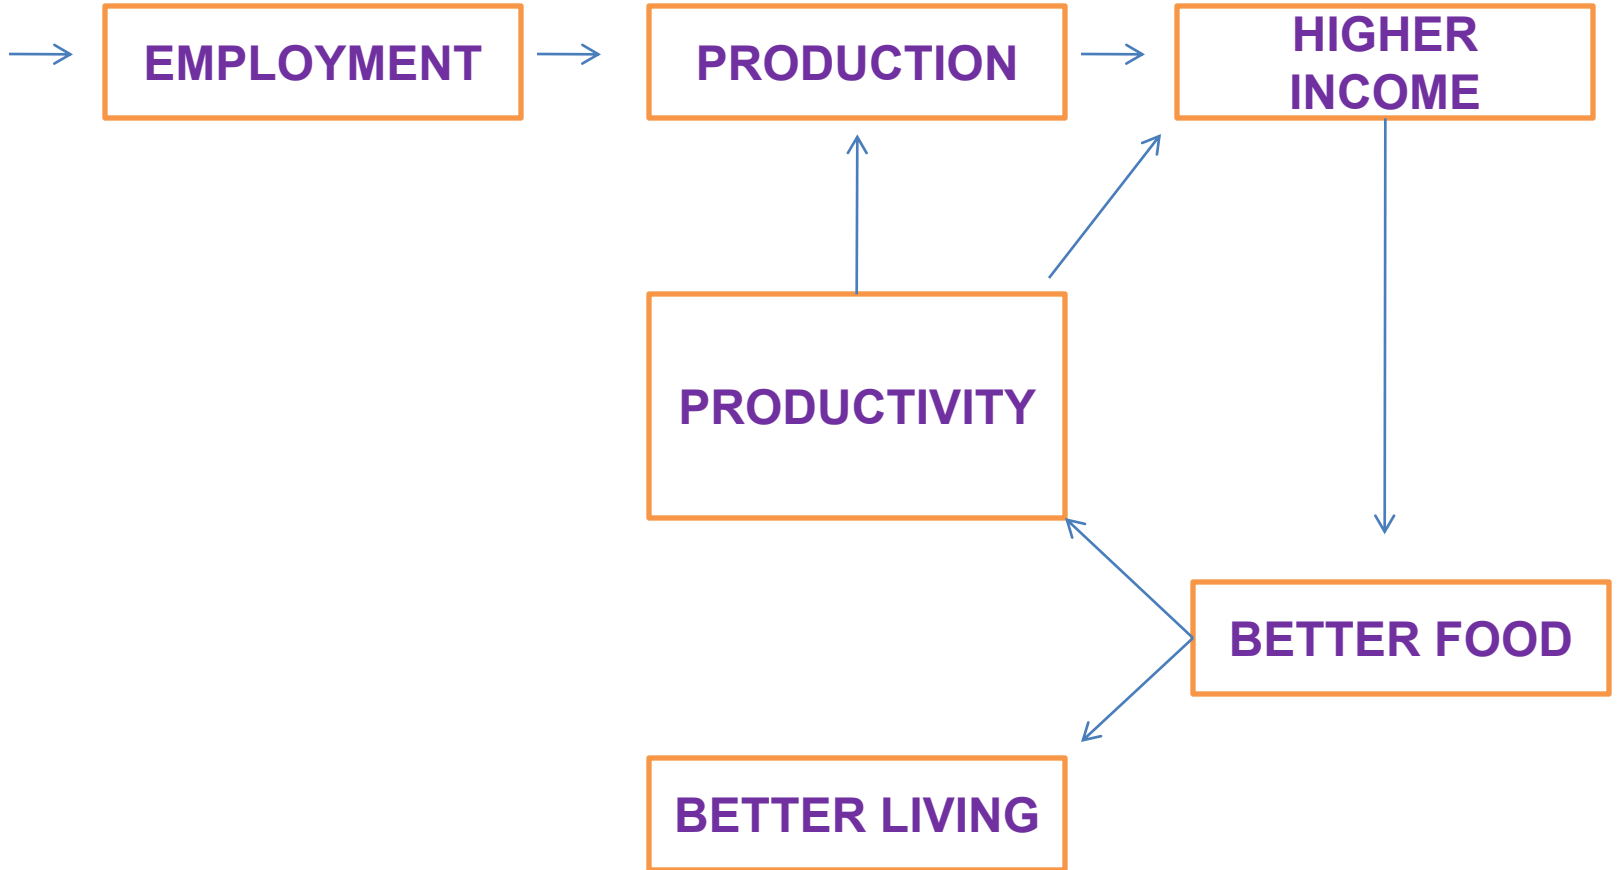 EMPLOYMENT
PRODUCTION
HIGHER
INCOME
PRODUCTIVITY
BETTER FOOD
BETTER LIVING